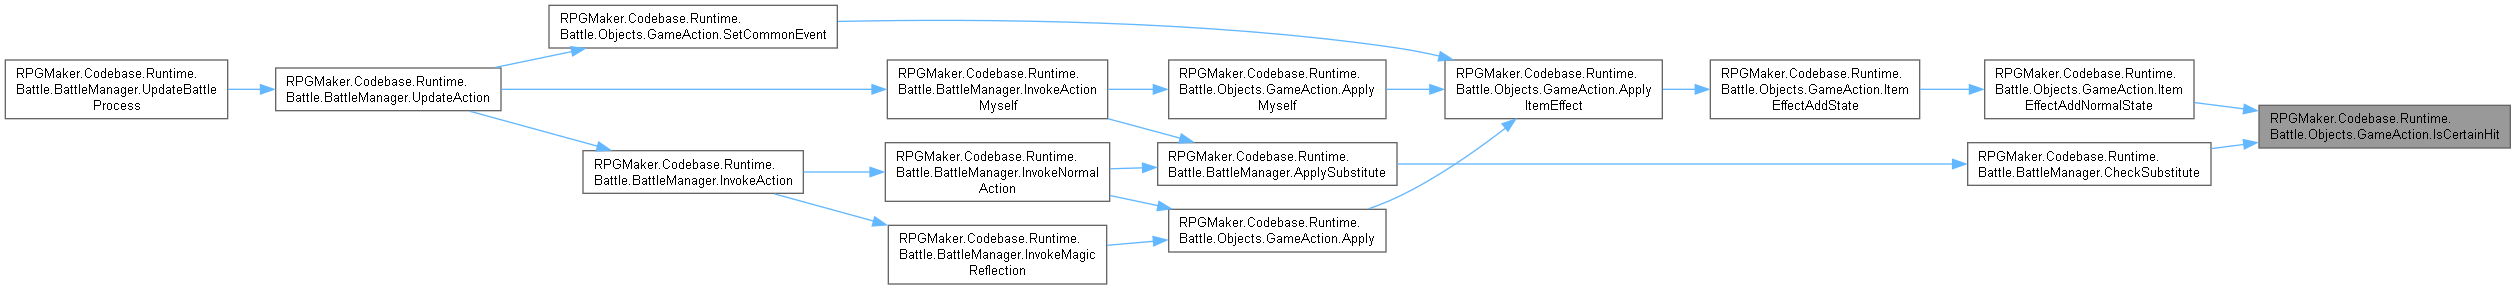 RPGMaker.Codebase.Runtime.
Battle.BattleManager.UpdateBattle
Process
RPGMaker.Codebase.Runtime.
Battle.BattleManager.UpdateAction
RPGMaker.Codebase.Runtime.
Battle.Objects.GameAction.SetCommonEvent
RPGMaker.Codebase.Runtime.
Battle.BattleManager.InvokeAction
RPGMaker.Codebase.Runtime.
Battle.BattleManager.InvokeAction
Myself
RPGMaker.Codebase.Runtime.
Battle.BattleManager.InvokeNormal
Action
RPGMaker.Codebase.Runtime.
Battle.BattleManager.InvokeMagic
Reflection
RPGMaker.Codebase.Runtime.
Battle.Objects.GameAction.Apply
Myself
RPGMaker.Codebase.Runtime.
Battle.BattleManager.ApplySubstitute
RPGMaker.Codebase.Runtime.
Battle.Objects.GameAction.Apply
RPGMaker.Codebase.Runtime.
Battle.Objects.GameAction.Apply
ItemEffect
RPGMaker.Codebase.Runtime.
Battle.Objects.GameAction.Item
EffectAddState
RPGMaker.Codebase.Runtime.
Battle.Objects.GameAction.Item
EffectAddNormalState
RPGMaker.Codebase.Runtime.
Battle.BattleManager.CheckSubstitute
RPGMaker.Codebase.Runtime.
Battle.Objects.GameAction.IsCertainHit